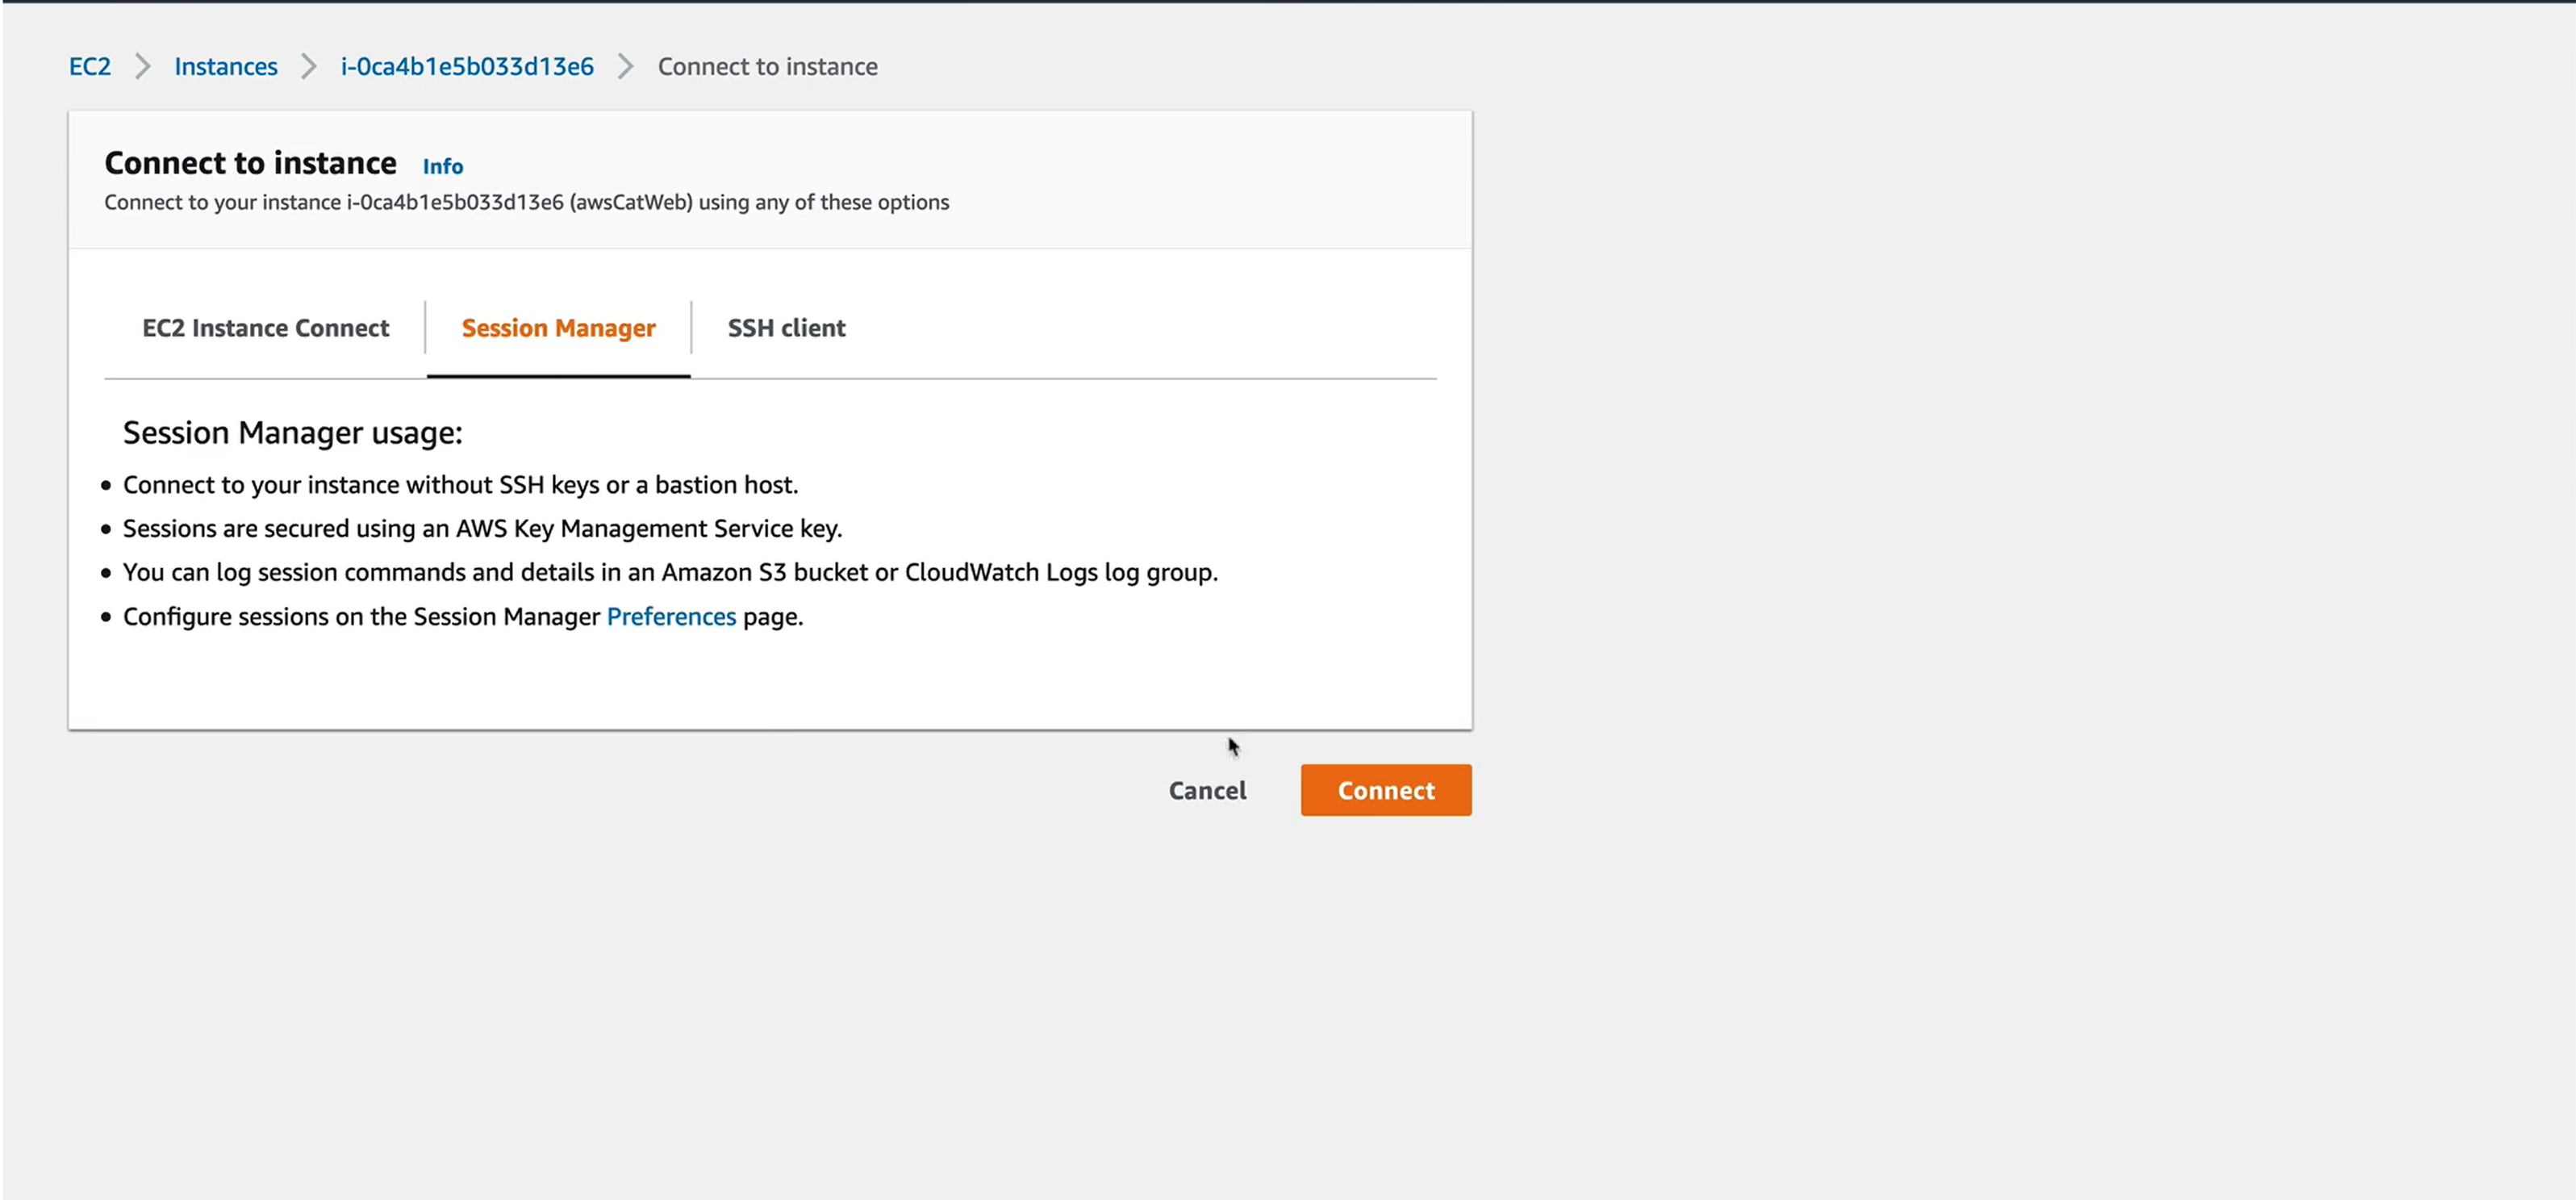 EC2 Instances i-0ca4b1e5b033d13e6 Connect to instance
Connect to instance Info
Connect to your instance i-0ca4b1e5b033d13e6 (awsCatWeb) using any of these options
EC2 Instance Connect Session Manager SSH client
Session Manager usage:
• Connect to your instance without SSH keys or a bastion host.
• Sessions are secured using an AWS Key Management Service key.
• You can log session commands and details in an Amazon S3 bucket or CloudWatch Logs log group.
• Configure sessions on the Session Manager Preferences page.
Cancel Connect